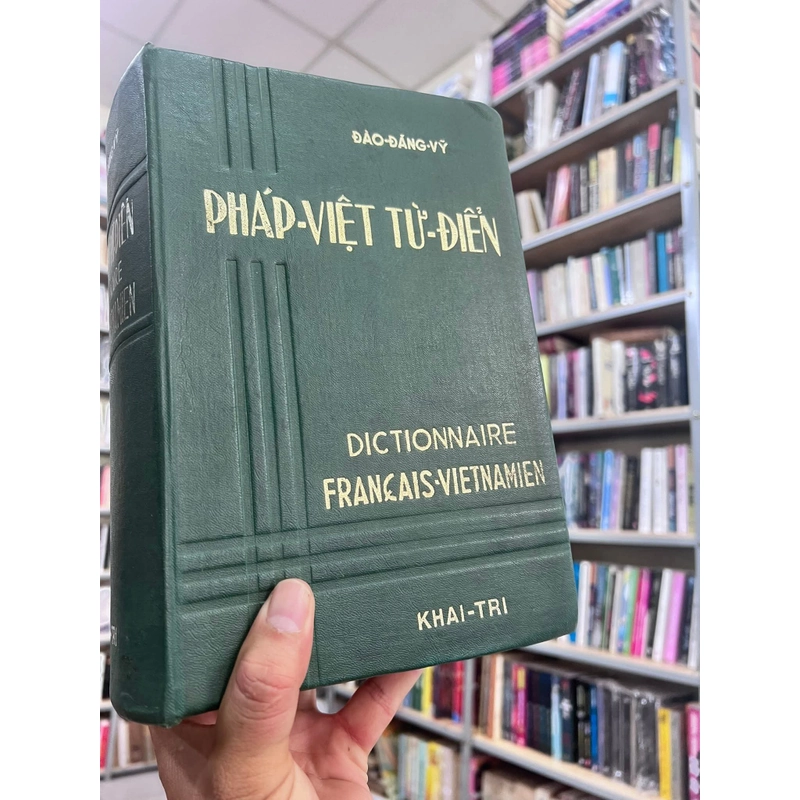 ĐÀO-ĐĂNG-VỸ
PHÁP-VIỆT TỪ-ĐIỂN
DICTIONNAIRE
FRANÇAIS-VIETNAMIEN
KHAI-TRI